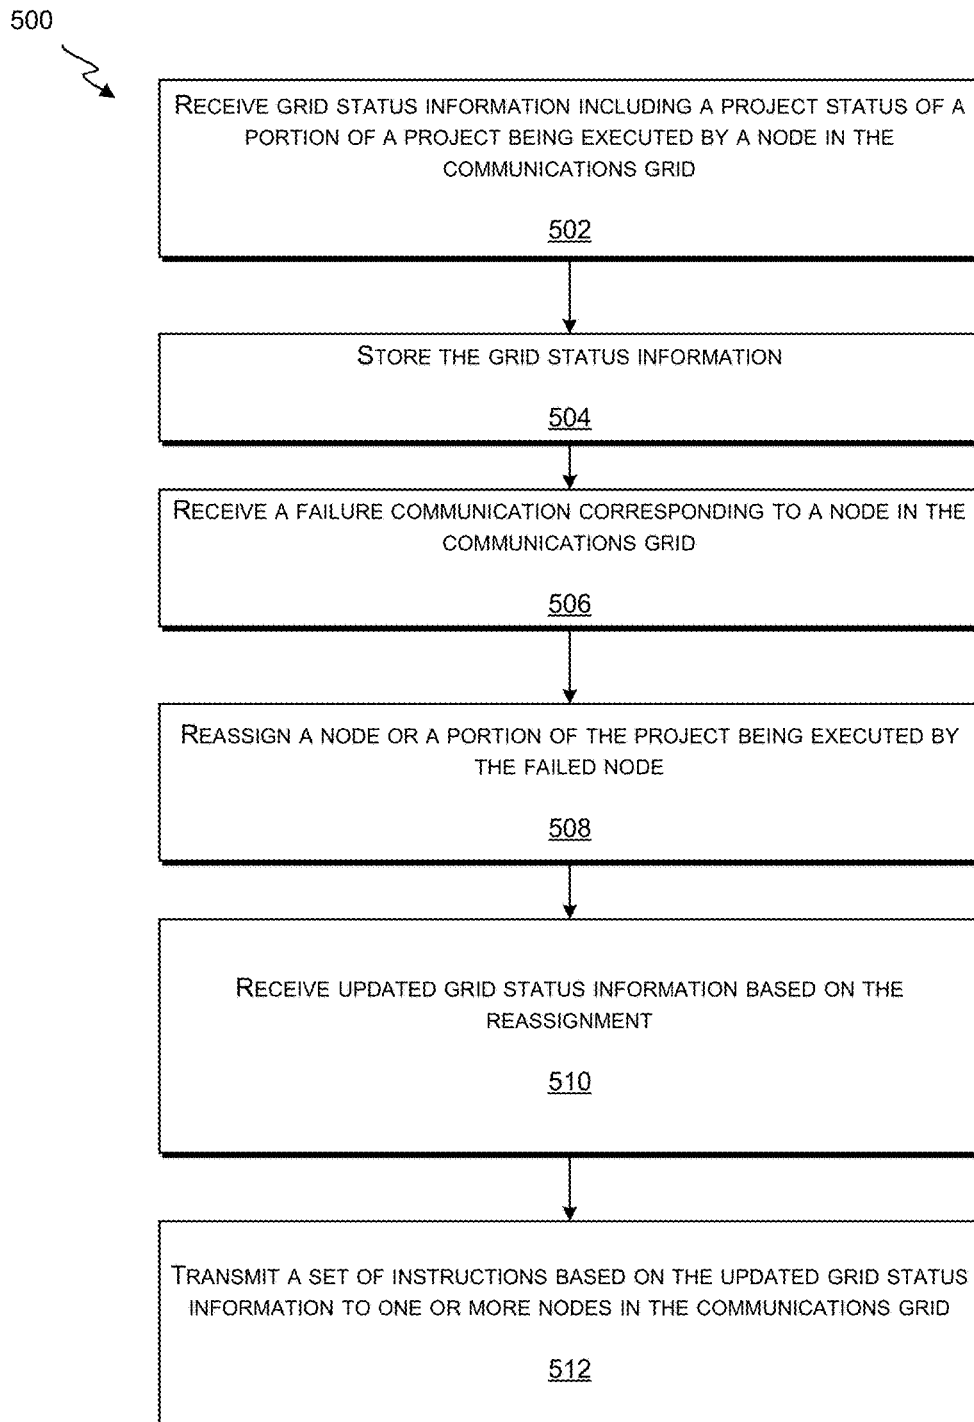 500
RECEIVE GRID STATUS INFORMATION INCLUDING A PROJECT STATUS OF A
PORTION OF A PROJECT BEING EXECUTED BY A NODE IN THE
COMMUNICATIONS GRID
502
STORE THE GRID STATUS INFORMATION
504
RECEIVE A FAILURE COMMUNICATION CORRESPONDING TO A NODE IN THE
COMMUNICATIONS GRID
506
REASSIGN A NODE OR A PORTION OF THE PROJECT BEING EXECUTED BY
THE FAILED NODE
508
RECEIVE UPDATED GRID STATUS INFORMATION BASED ON THE
REASSIGNMENT
510
TRANSMIT A SET OF INSTRUCTIONS BASED ON THE UPDATED GRID STATUS
INFORMATION TO ONE OR MORE NODES IN THE COMMUNICATIONS GRID
512